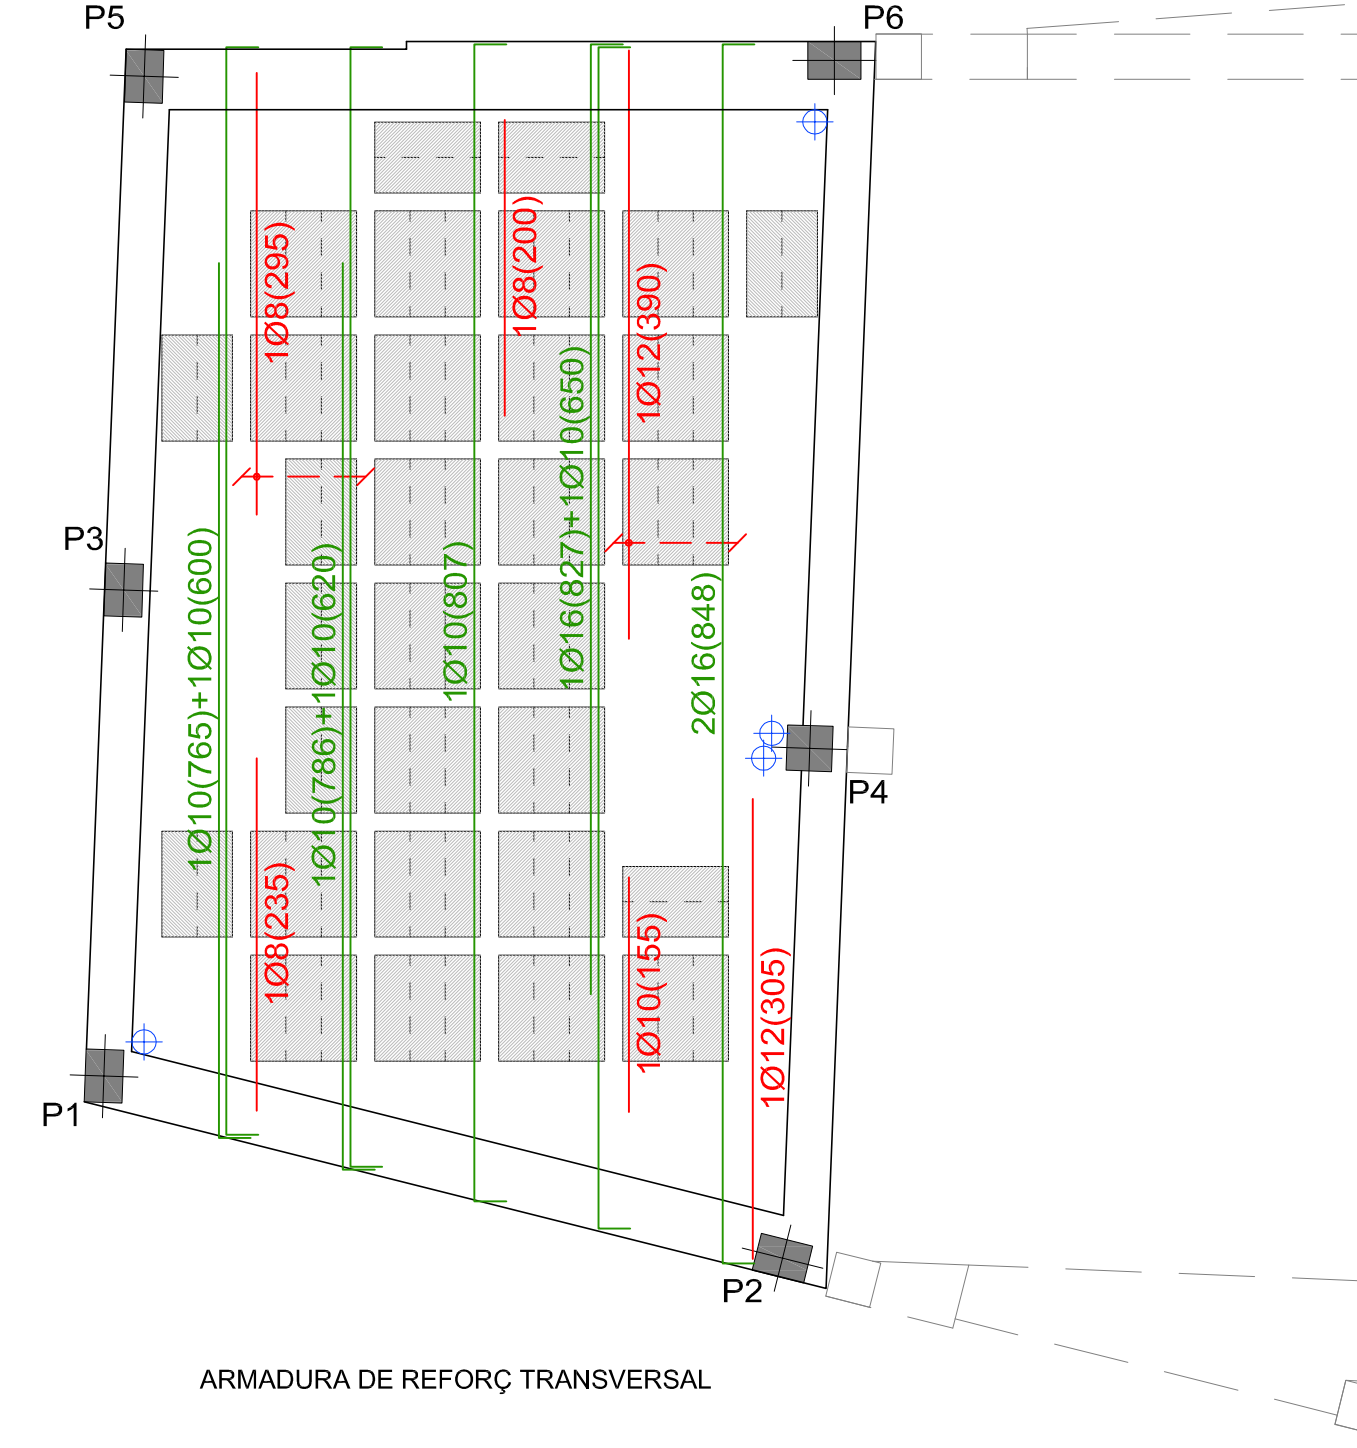 P5
P6
1Ø8(295)
1Ø8(200)
1Ø12(390)
P3
1Ø10(765)+1Ø10(600)
1Ø10(786)+1Ø10(620)
1Ø10(807)
1Ø16(827)+1Ø10(650)
2Ø16(848)
P4
1Ø8(235)
1Ø10(155)
1Ø12(305)
P1
P2
ARMADURA DE REFORÇ TRANSVERSAL